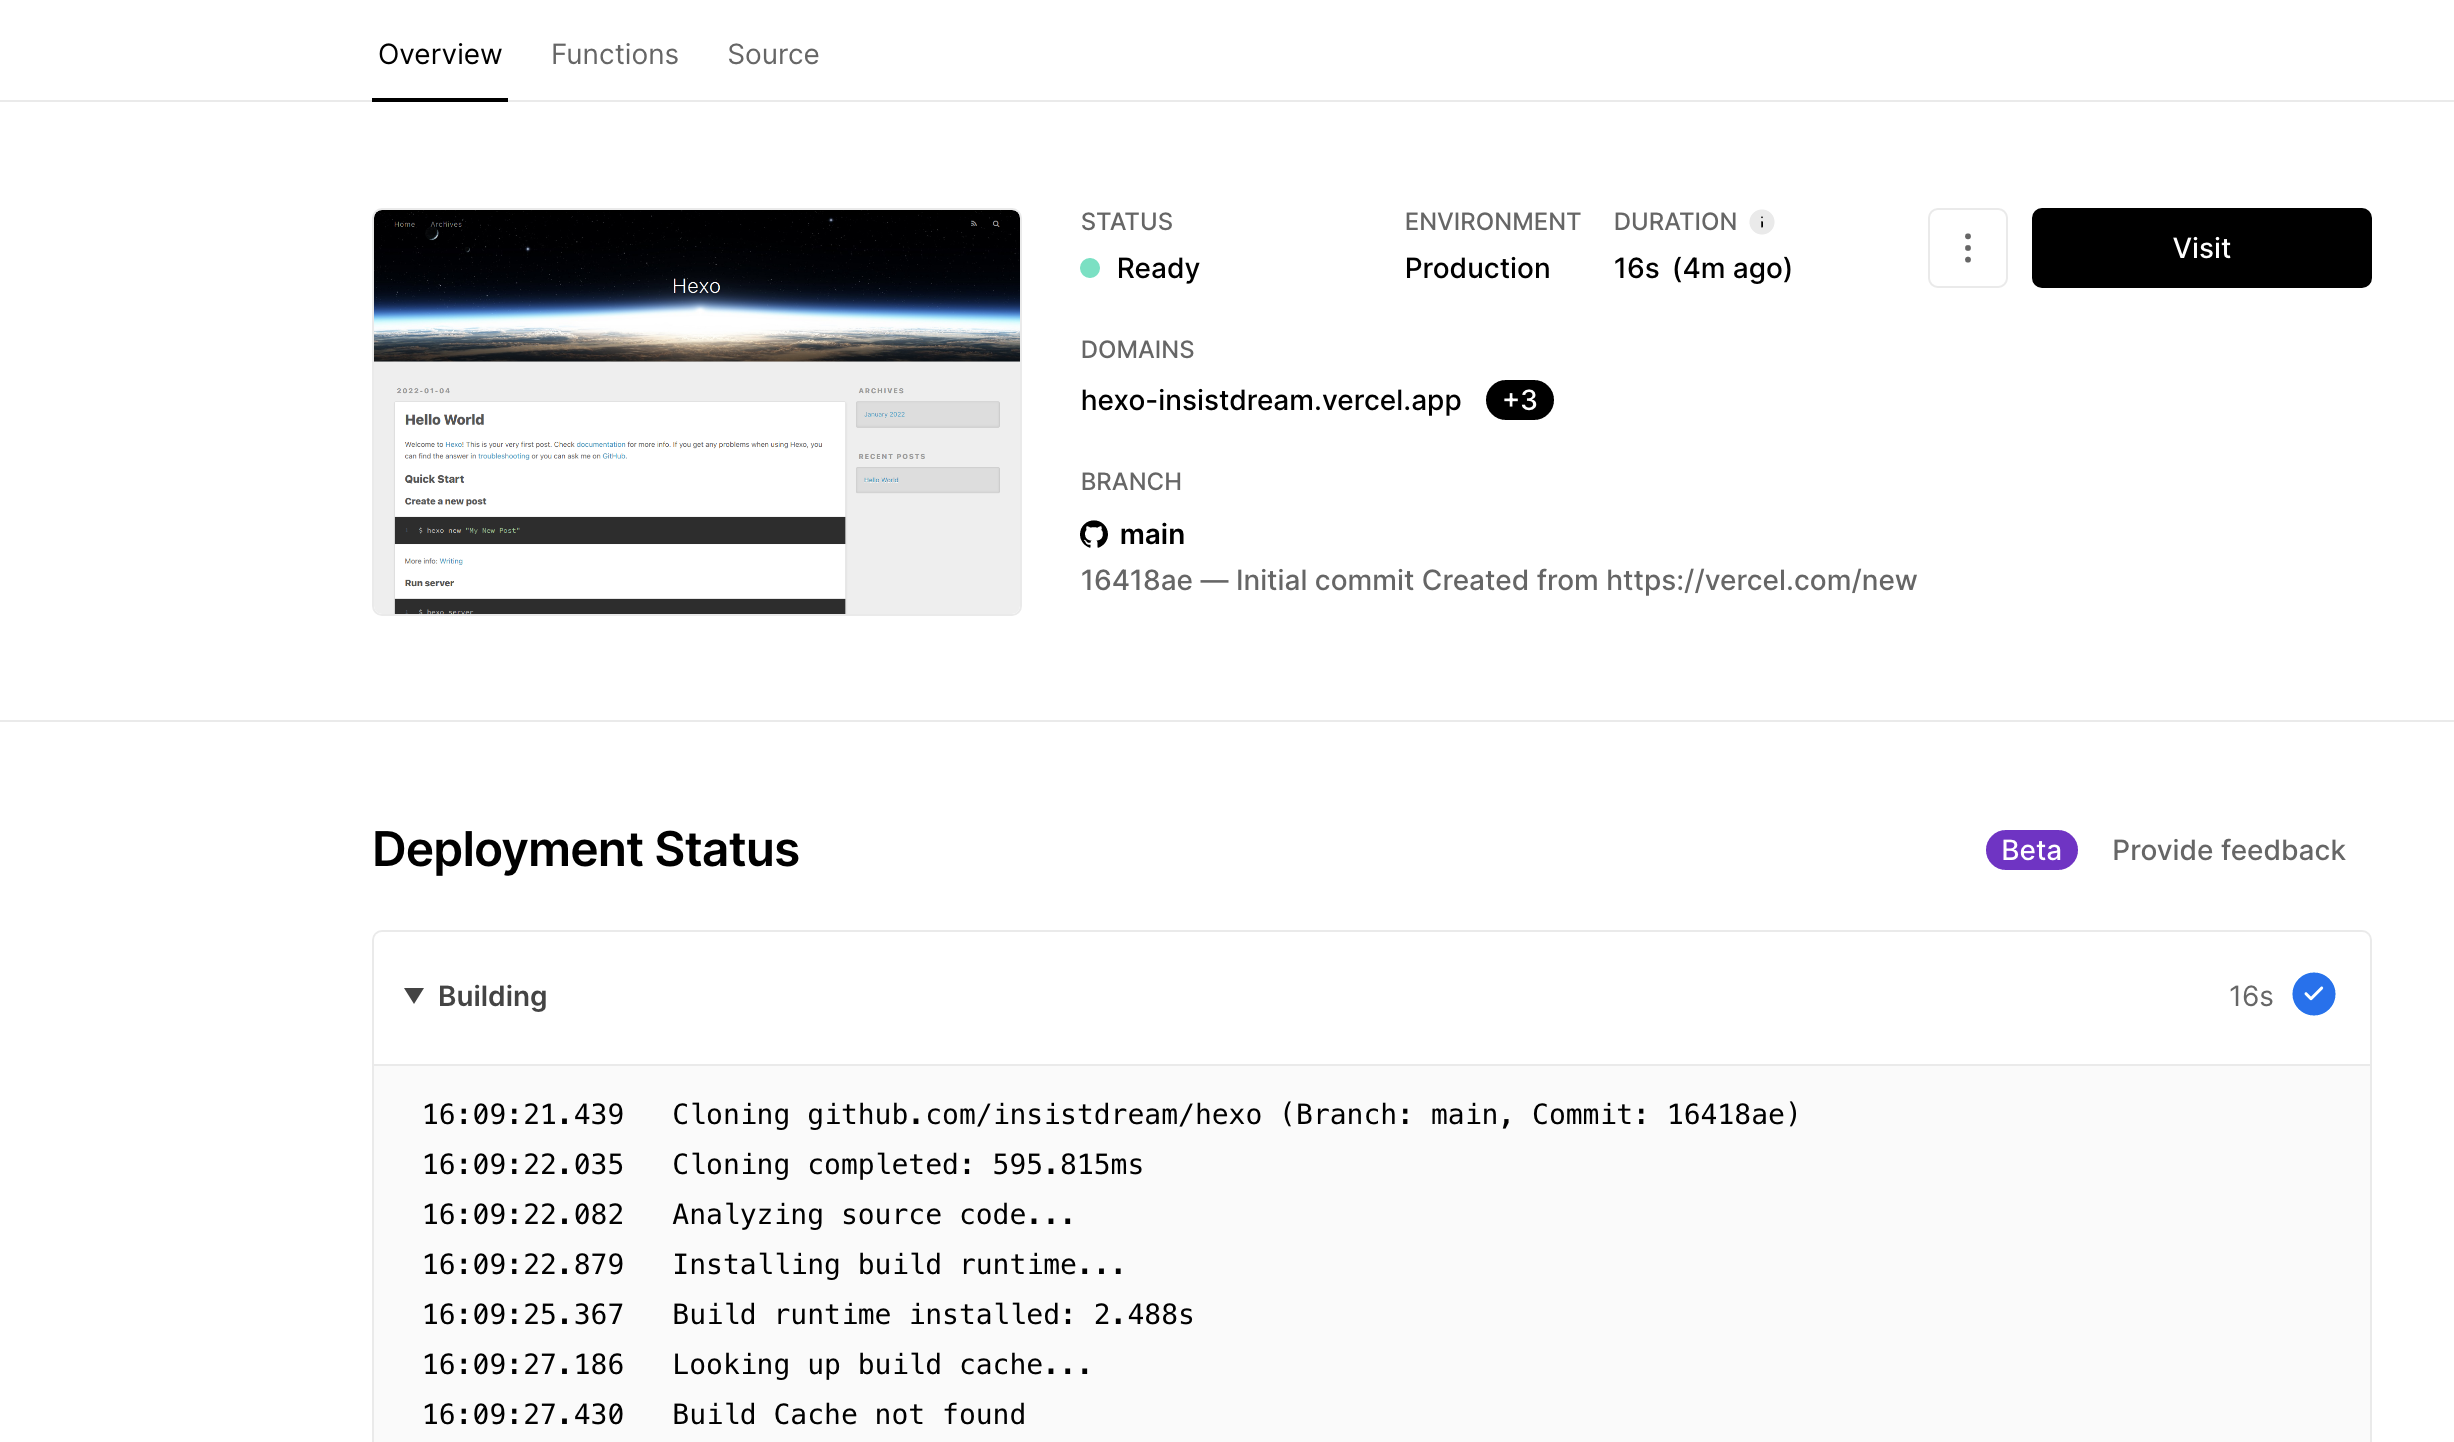 Overview Functions Source
Home Archives
Hexo
2022-01-04
Hello World
Welcome to Hexo! This is your very first post. Check documentation for more info. If you get any problems when using Hexo, you
can find the answer in troubleshooting or you can ask me on GitHub.
Quick Start
Create a new post
1 $ hexo new "My New Post"
More info: Writing
Run server
1 $ hexo server
ARCHIVES
January 2022
RECENT POSTS
Hello World
STATUS
Ready
ENVIRONMENT
Production
DURATION i
16s (4m ago)
Visit
DOMAINS
hexo-insistdream.vercel.app +3
BRANCH
main
16418ae — Initial commit Created from https://vercel.com/new
Deployment Status
Beta Provide feedback
Building 16s
16:09:21.439 Cloning github.com/insistdream/hexo (Branch: main, Commit: 16418ae)
16:09:22.035 Cloning completed: 595.815ms
16:09:22.082 Analyzing source code...
16:09:22.879 Installing build runtime...
16:09:25.367 Build runtime installed: 2.488s
16:09:27.186 Looking up build cache...
16:09:27.430 Build Cache not found